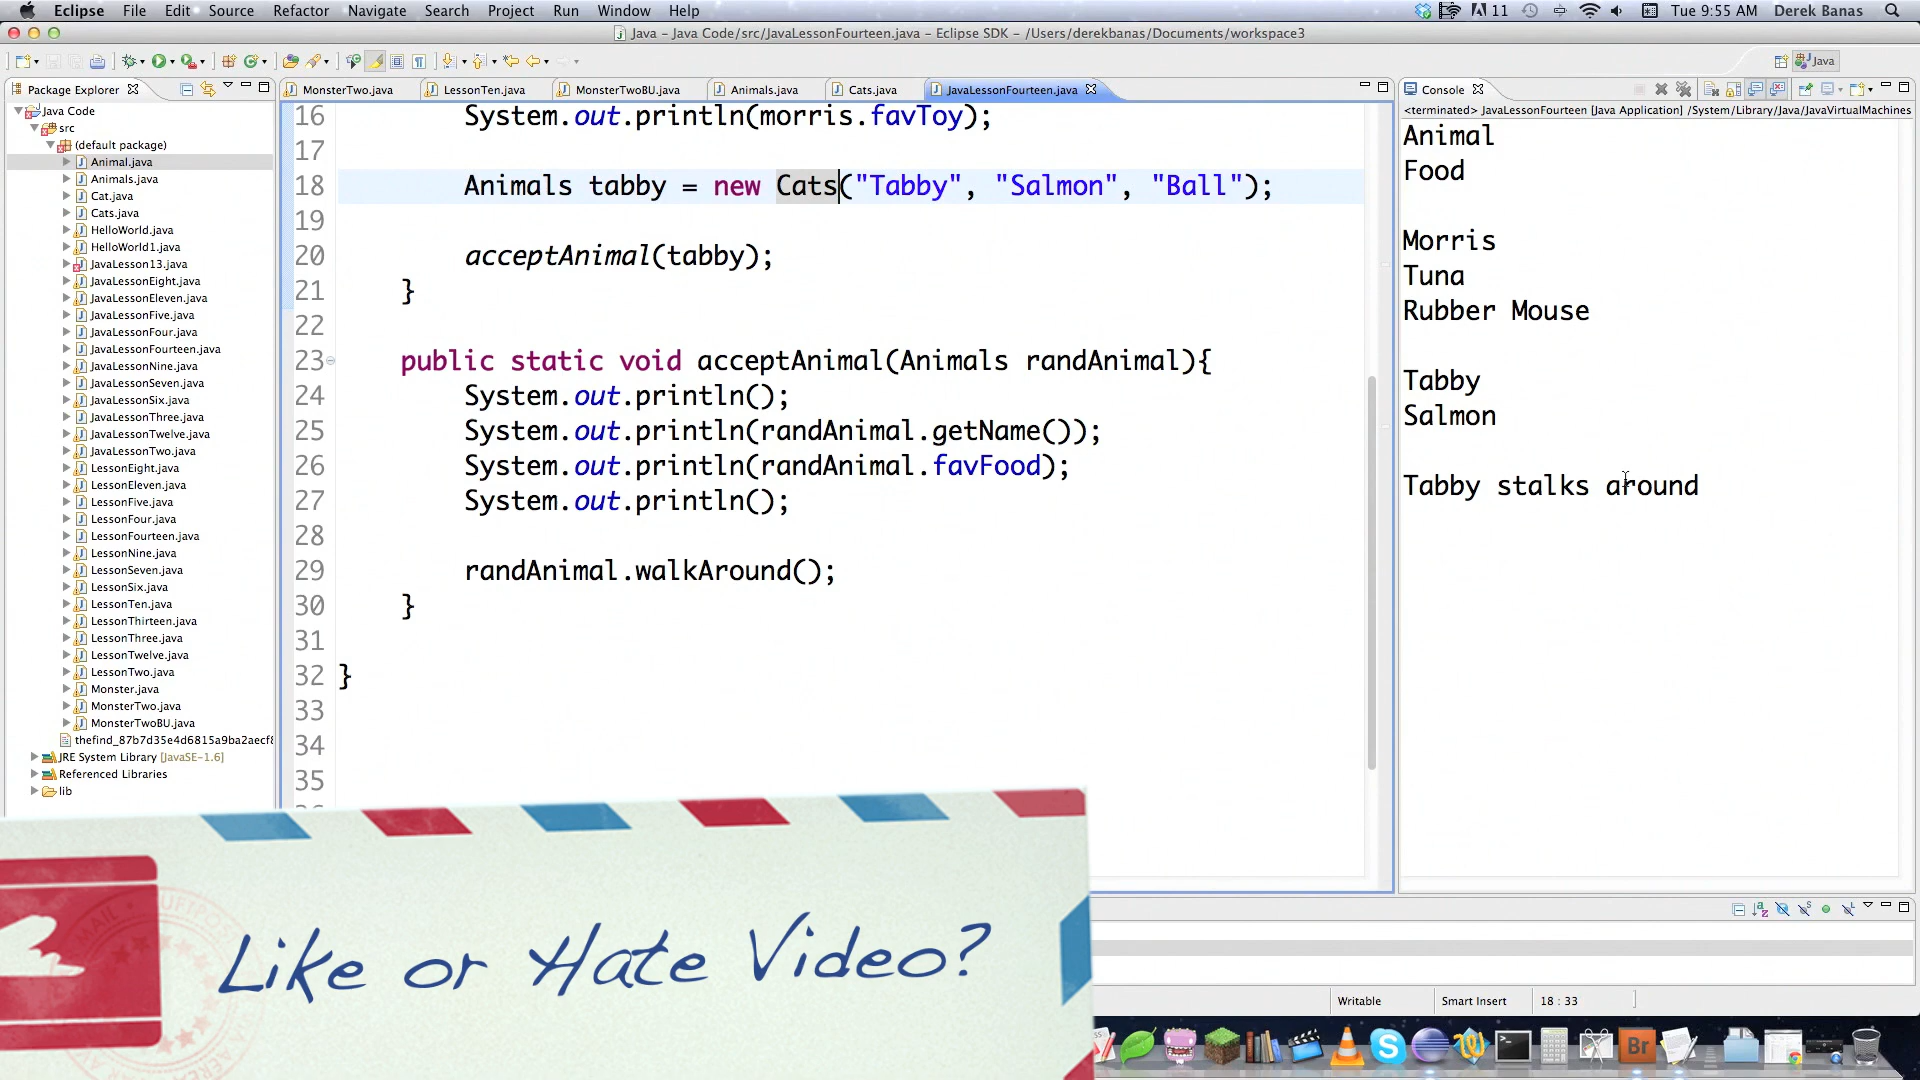 Eclipse File Edit Source Refactor Navigate Search Project Run Window Help
11 Tue 9:55 AM Derek Banas
Java – Java Code/src/JavaLessonFourteen.java – Eclipse SDK – /Users/derekbanas/Documents/workspace3
Java
Package Explorer
MonsterTwo.java
LessonTen.java
MonsterTwoBU.java
Animals.java
Cats.java
JavaLessonFourteen.java
Console
<terminated> JavaLessonFourteen [Java Application] /System/Library/Java/JavaVirtualMachines
Java Code
src
(default package)
Animal.java
Animals.java
Cat.java
Cats.java
HelloWorld.java
HelloWorld1.java
JavaLesson13.java
JavaLessonEight.java
JavaLessonEleven.java
JavaLessonFive.java
JavaLessonFour.java
JavaLessonFourteen.java
JavaLessonNine.java
JavaLessonSeven.java
JavaLessonSix.java
JavaLessonThree.java
JavaLessonTwelve.java
JavaLessonTwo.java
LessonEight.java
LessonEleven.java
LessonFive.java
LessonFour.java
LessonFourteen.java
LessonNine.java
LessonSeven.java
LessonSix.java
LessonTen.java
LessonThirteen.java
LessonThree.java
LessonTwelve.java
LessonTwo.java
Monster.java
MonsterTwo.java
MonsterTwoBU.java
thefind_87b7d35e4d6815a9ba2aecf8
JRE System Library [JavaSE-1.6]
Referenced Libraries
lib
16 System.out.println(morris.favToy);
17
18 Animals tabby = new Cats("Tabby", "Salmon", "Ball");
19
20 acceptAnimal(tabby);
21 }
22
23 public static void acceptAnimal(Animals randAnimal){
24 System.out.println();
25 System.out.println(randAnimal.getName());
26 System.out.println(randAnimal.favFood);
27 System.out.println();
28
29 randAnimal.walkAround();
30 }
31
32 }
33
34
35
Animal
Food
Morris
Tuna
Rubber Mouse
Tabby
Salmon
Tabby stalks around
Like or Hate Video?
Writable
Smart Insert
18 : 33
Br